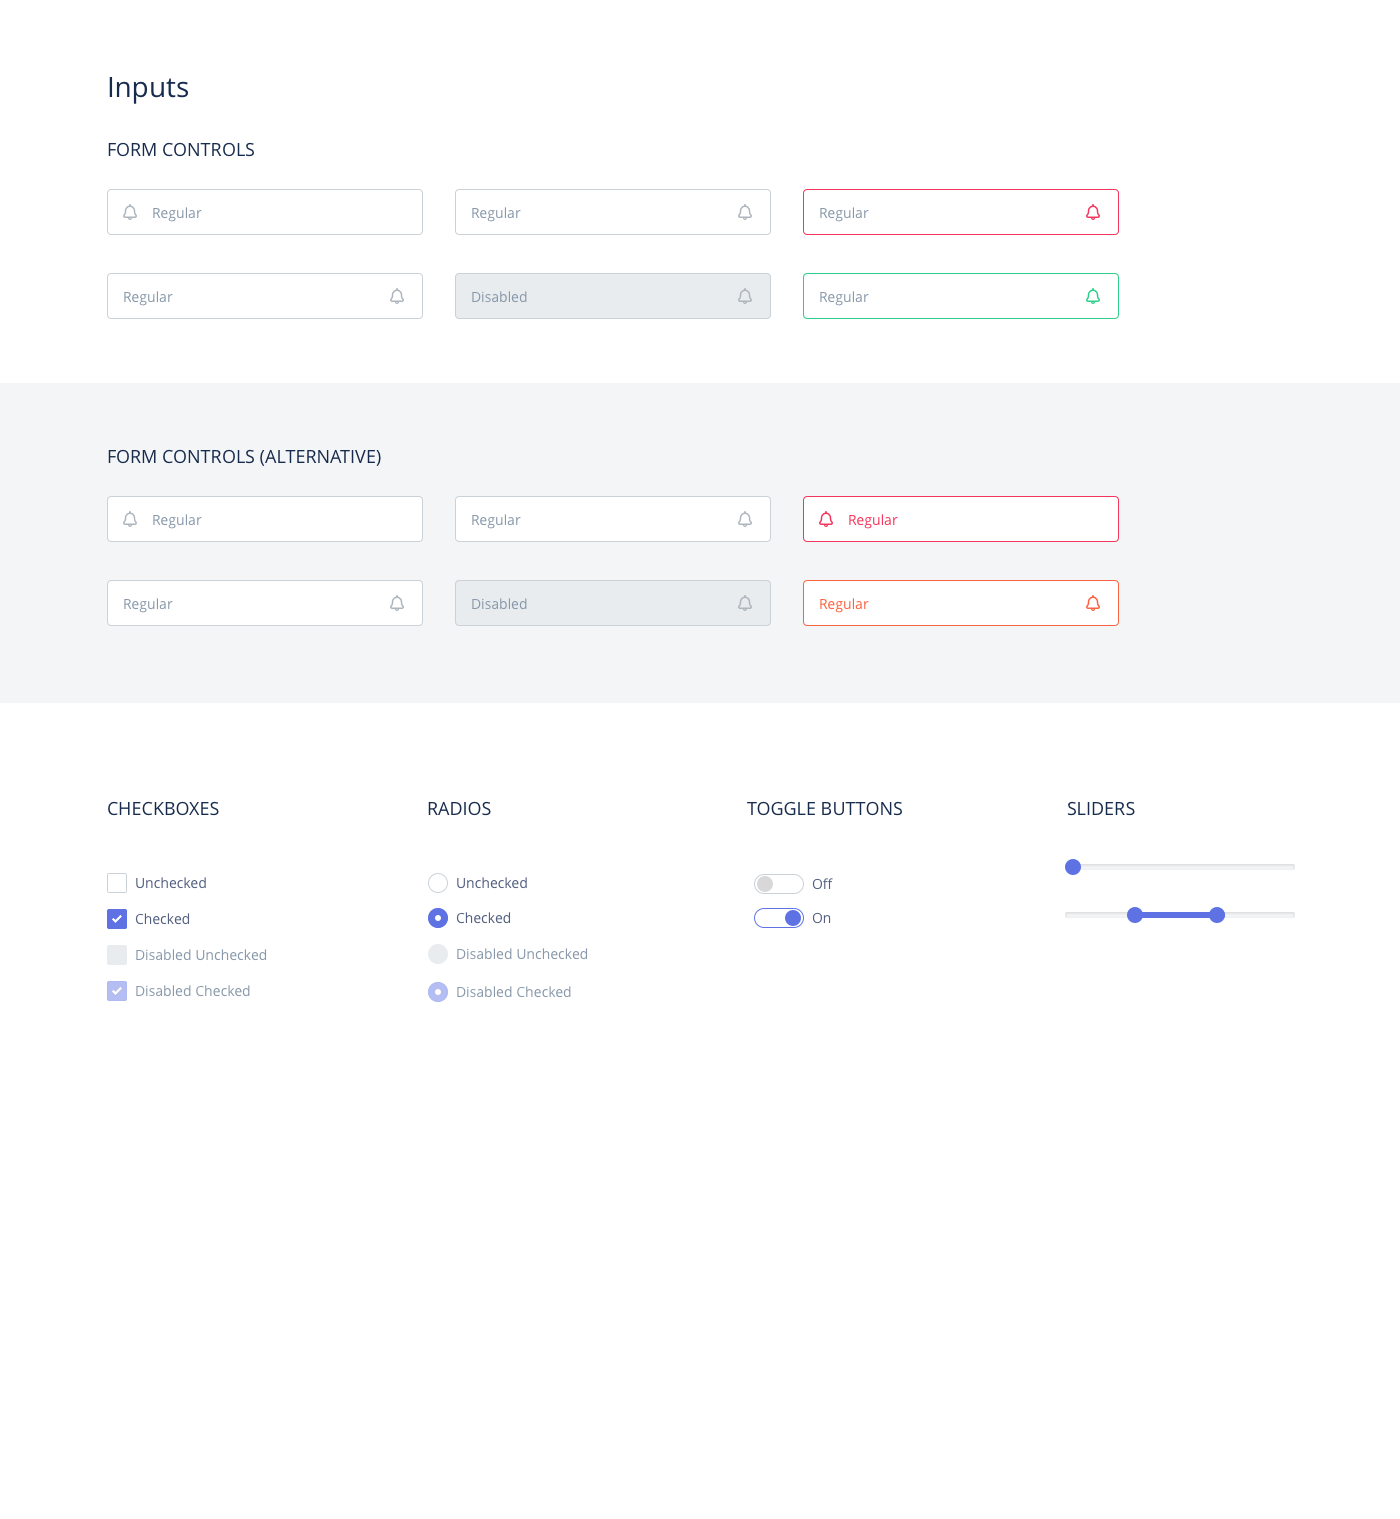 Inputs
FORM CONTROLS
Regular
Regular
Regular
Regular
Disabled
Regular
FORM CONTROLS (ALTERNATIVE)
Regular
Regular
Regular
Regular
Disabled
Regular
CHECKBOXES
Unchecked
Checked
Disabled Unchecked
Disabled Checked
RADIOS
Unchecked
Checked
Disabled Unchecked
Disabled Checked
TOGGLE BUTTONS
Off
On
SLIDERS